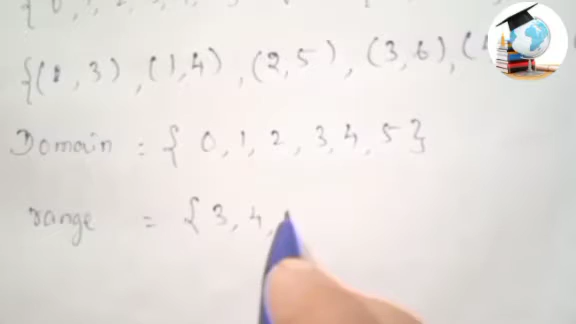 {(0, 3), (1, 4), (2, 5), (3, 6), (
Domain = { 0, 1, 2, 3, 4, 5 }
range = { 3, 4,